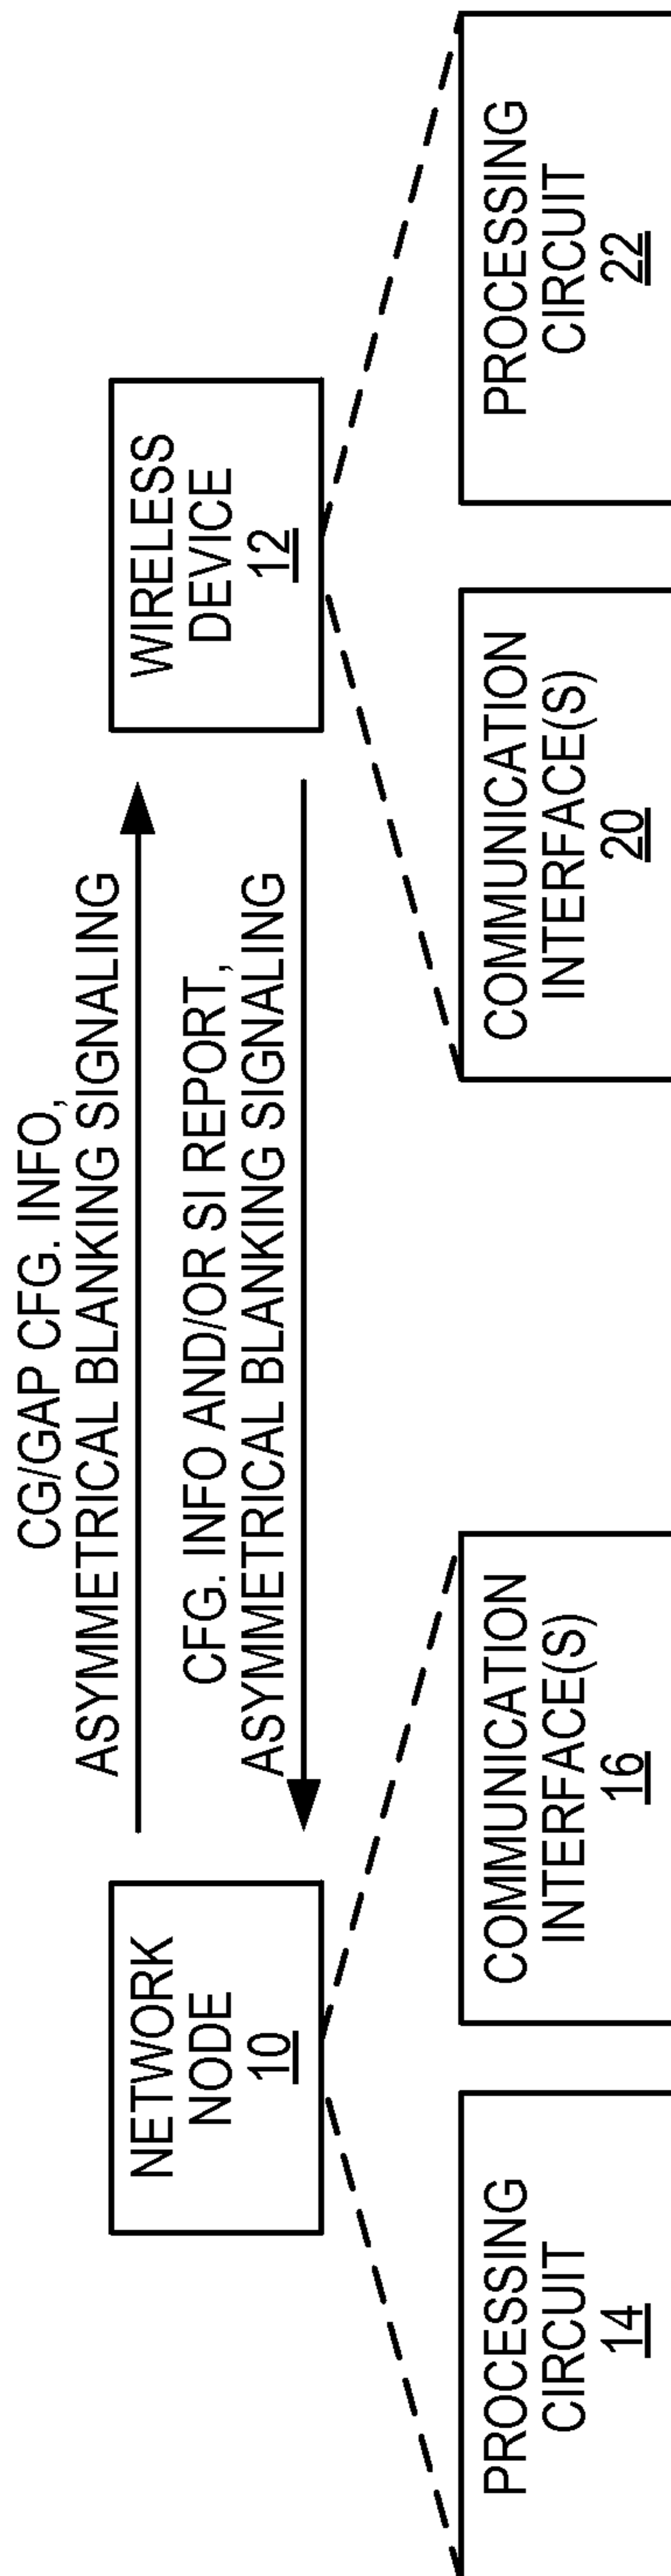 CG/GAP CFG. INFO,
ASYMMETRICAL BLANKING SIGNALING
CFG. INFO AND/OR SI REPORT,
ASYMMETRICAL BLANKING SIGNALING
NETWORK
NODE
10
WIRELESS
DEVICE
12
PROCESSING
CIRCUIT
14
COMMUNICATION
INTERFACE(S)
16
COMMUNICATION
INTERFACE(S)
20
PROCESSING
CIRCUIT
22